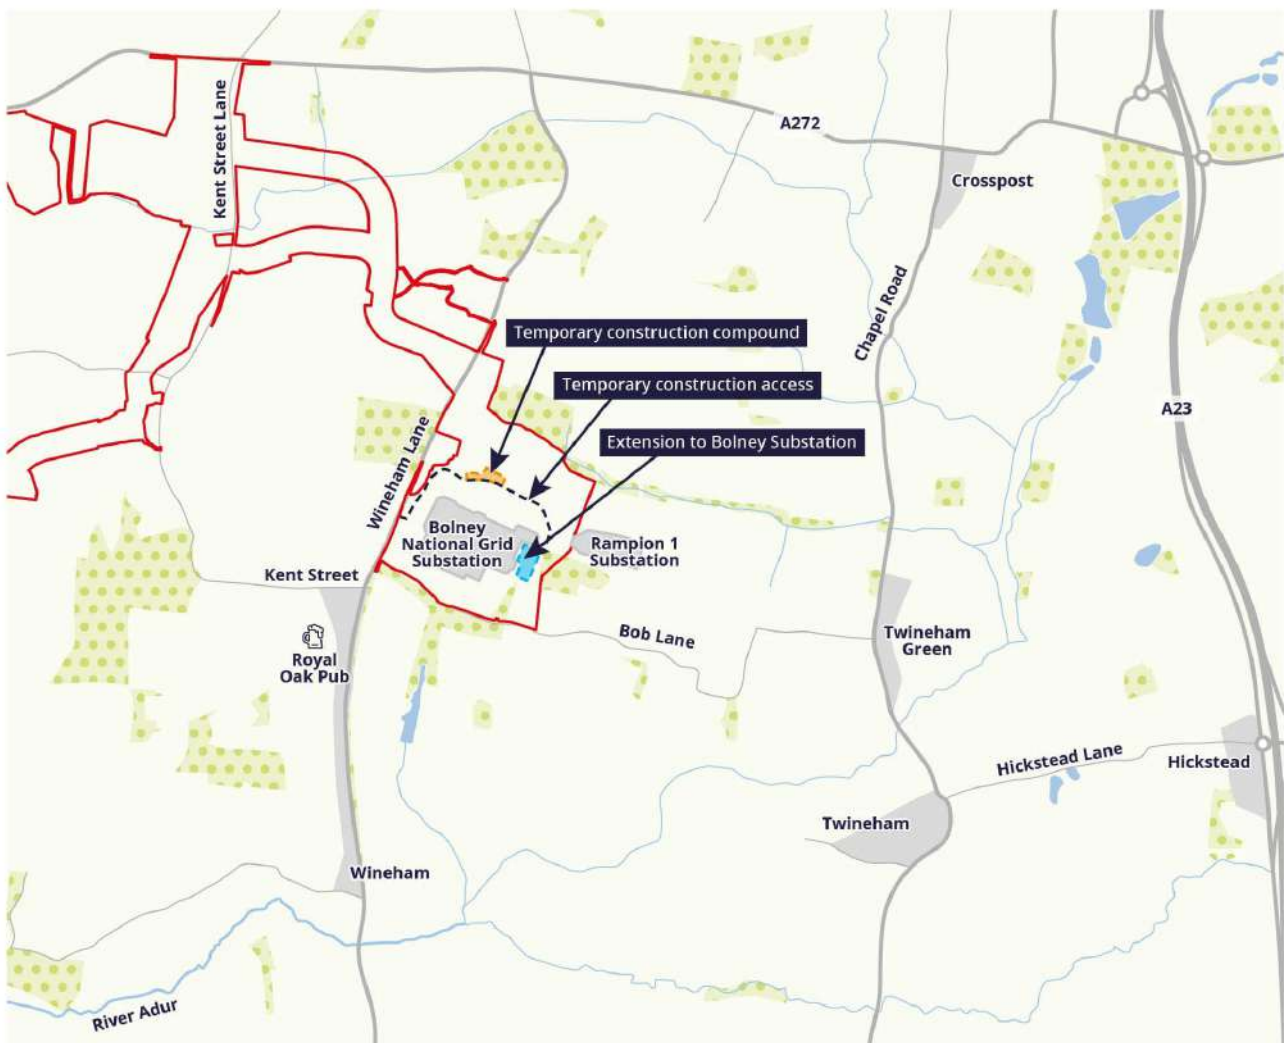 Kent Street Lane
A272
Crosspost
Chapel Road
Temporary construction compound
Temporary construction access
A23
Extension to Bolney Substation
Wineham Lane
Bolney
National Grid
Substation
Rampion 1
Substation
Kent Street
Bob Lane
Twineham
Green
Royal
Oak Pub
Hickstead Lane
Hickstead
Twineham
Wineham
River Adur